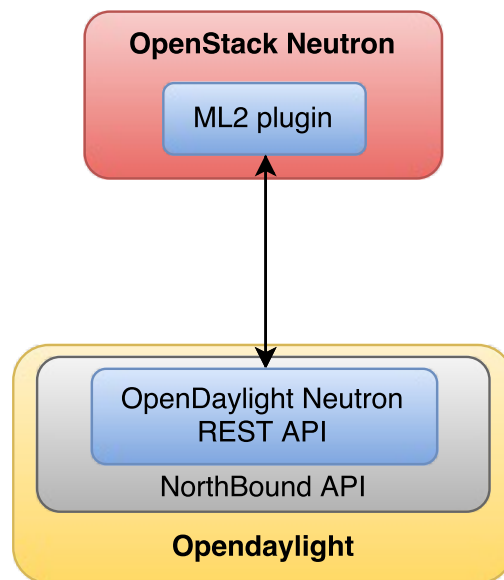 OpenStack Neutron
ML2 plugin
OpenDaylight Neutron
REST API
NorthBound API
Opendaylight